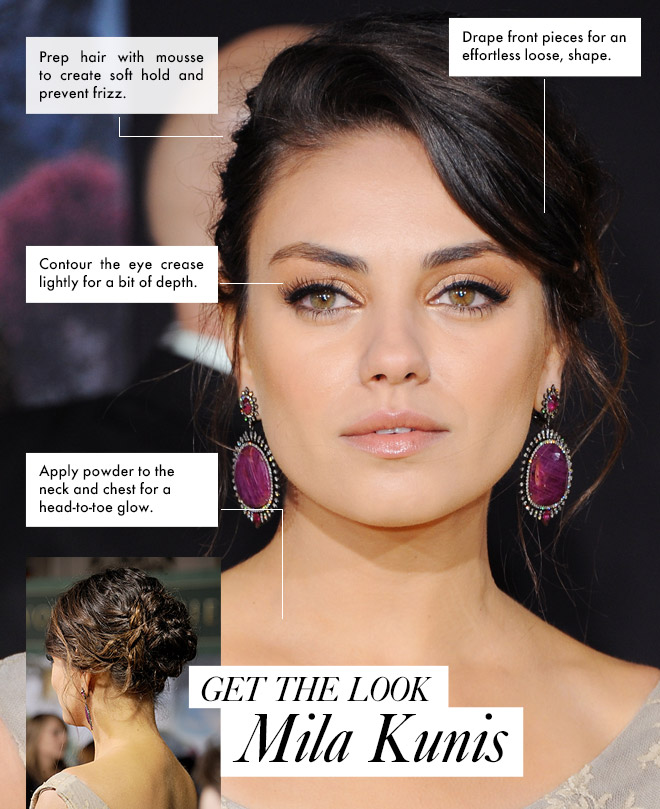 Prep hair with mousse
to create soft hold and
prevent frizz.
Drape front pieces for an
effortless loose, shape.
Contour the eye crease
lightly for a bit of depth.
Apply powder to the
neck and chest for a
head-to-toe glow.
GET THE LOOK
Mila Kunis